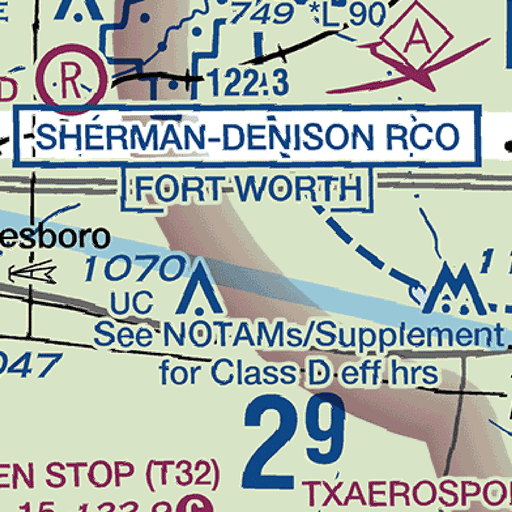 749 *L 90
A
R
122.3
SHERMAN-DENISON RCO
FORT WORTH
esboro
1070
UC
See NOTAMs/Supplement
for Class D eff hrs
047
29
EN STOP (T32)
TXAEROSPO
C